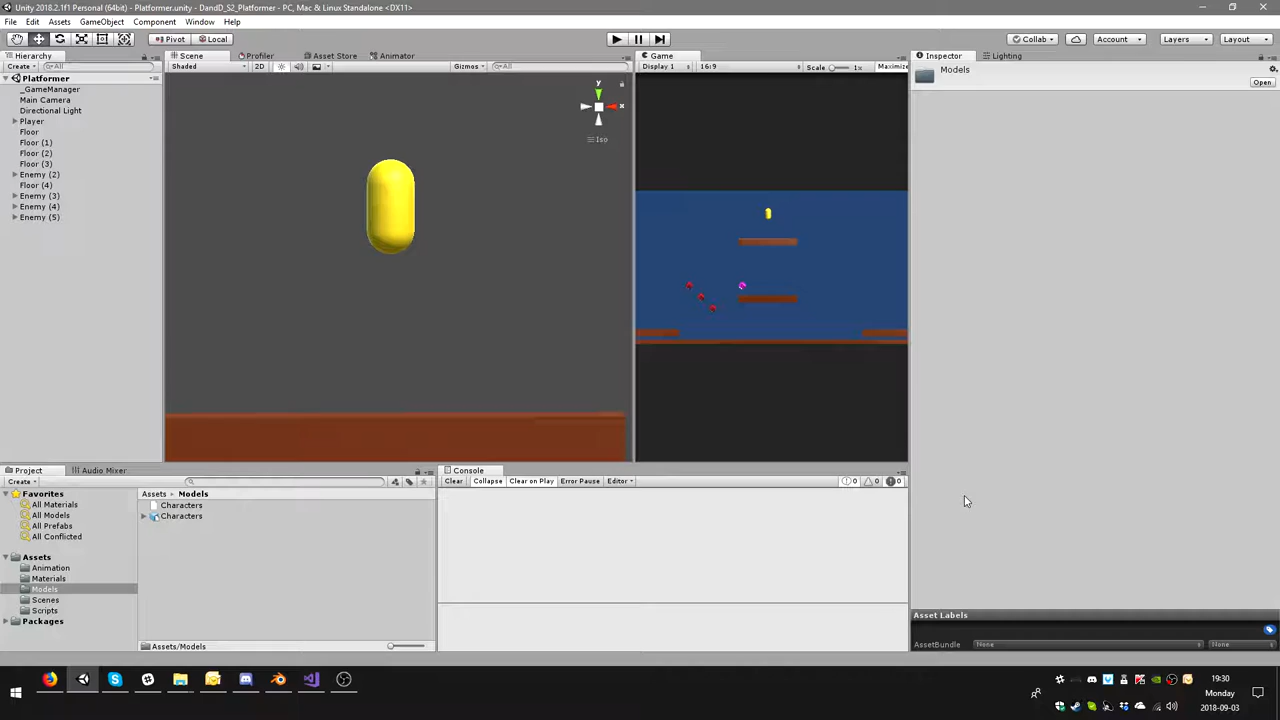 Unity 2018.2.1f1 Personal (64bit) - Platformer.unity - DandD_S2_Platformer - PC, Mac & Linux Standalone <DX11>
File Edit Assets GameObject Component Window Help
Pivot Local Collab Account Layers Layout
Hierarchy Scene Profiler Asset Store Animator Game Inspector Lighting
Create All Shaded 2D Gizmos All Display 1 16:9 Scale 1x Maximize
Platformer
_GameManager
Main Camera
Directional Light
Player
Floor
Floor (1)
Floor (2)
Floor (3)
Enemy (2)
Floor (4)
Enemy (3)
Enemy (4)
Enemy (5)
y
x
Iso
Models
Open
Project Audio Mixer Console
Create Clear Collapse Clear on Play Error Pause Editor 0 0 0
Favorites
All Materials
All Models
All Prefabs
All Conflicted
Assets
Animation
Materials
Models
Scenes
Scripts
Packages
Assets Models
Characters
Characters
Assets/Models
Asset Labels
AssetBundle None None
19:30
Monday
2018-09-03